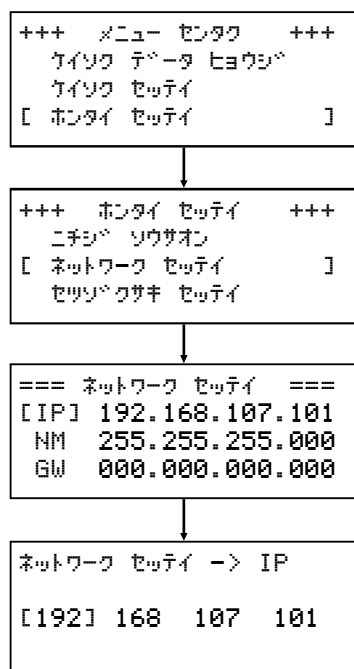 +++ メニュー センタク +++
ケイソク データ ヒョウジ
ケイソク セッテイ
[ ホンタイ セッテイ ]
+++ ホンタイ セッテイ +++
ニチジ ソウサオン
[ ネットワーク セッテイ ]
セツゾクサキ セッテイ
=== ネットワーク セッテイ ===
[IP] 192.168.107.101
NM 255.255.255.000
GW 000.000.000.000
ネットワーク セッテイ -> IP
[192] 168 107 101